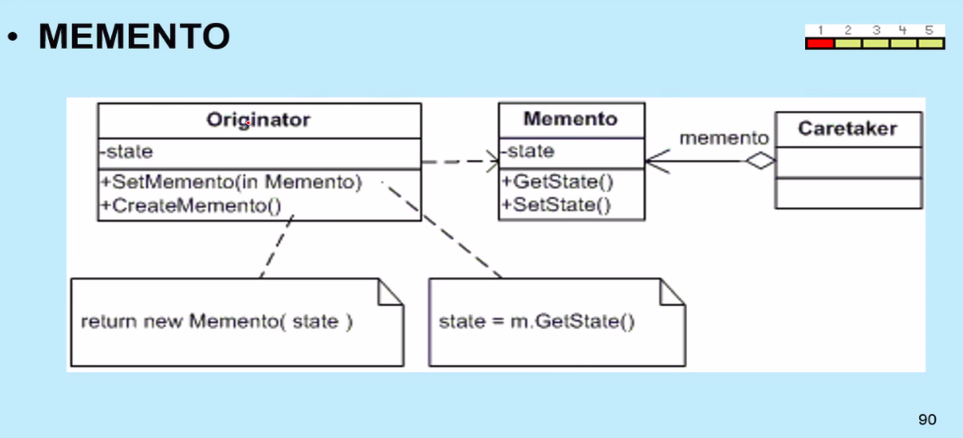 • MEMENTO
1 2 3 4 5
Originator
-state
+SetMemento(in Memento)
+CreateMemento()
Memento
-state
+GetState()
+SetState()
memento
Caretaker
return new Memento( state )
state = m.GetState()
90